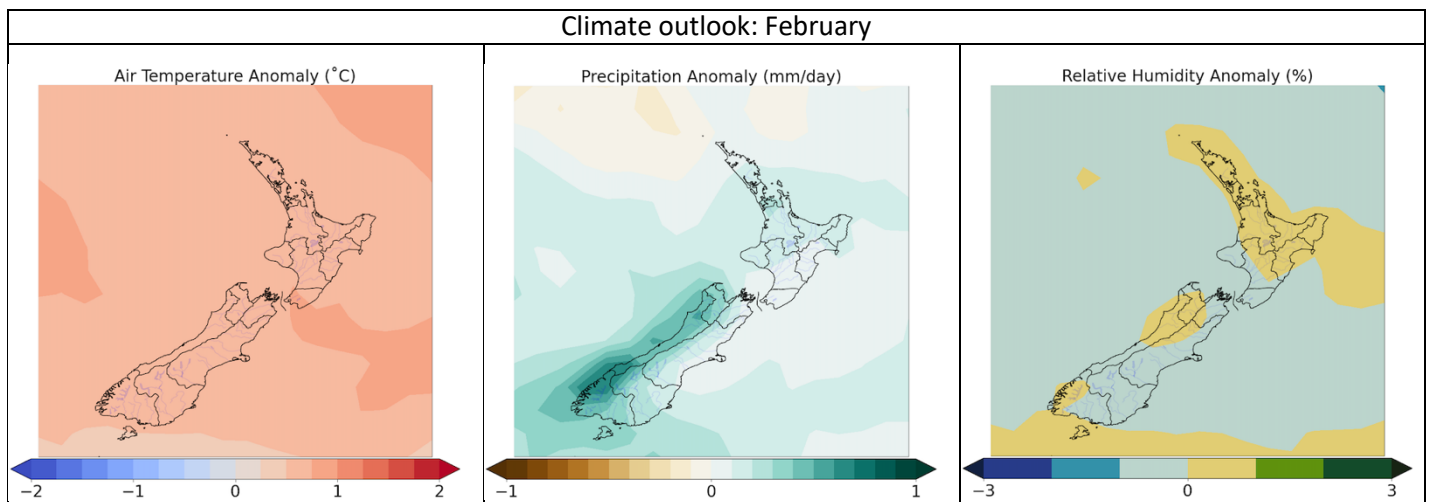 Climate outlook: February
Air Temperature Anomaly (˚C)
Precipitation Anomaly (mm/day)
Relative Humidity Anomaly (%)
−2 −1 0 1 2
−1 0 1
−3 0 3